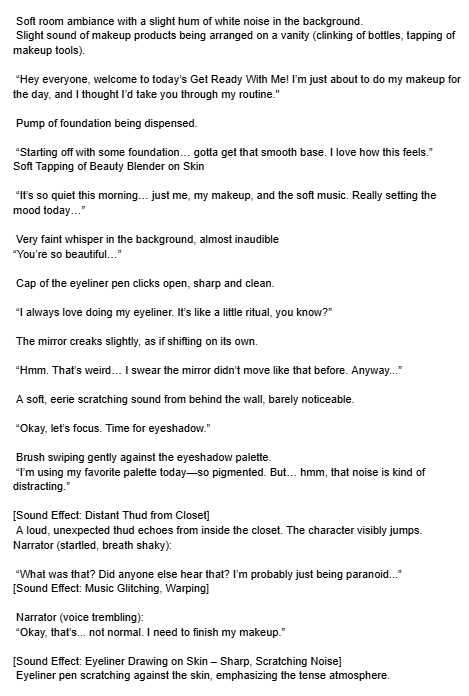 Soft room ambiance with a slight hum of white noise in the background.
Slight sound of makeup products being arranged on a vanity (clinking of bottles, tapping of
makeup tools).
“Hey everyone, welcome to today’s Get Ready With Me! I’m just about to do my makeup for
the day, and I thought I’d take you through my routine."
Pump of foundation being dispensed.
“Starting off with some foundation… gotta get that smooth base. I love how this feels.”
Soft Tapping of Beauty Blender on Skin
“It’s so quiet this morning… just me, my makeup, and the soft music. Really setting the
mood today…”
Very faint whisper in the background, almost inaudible
“You’re so beautiful…”
Cap of the eyeliner pen clicks open, sharp and clean.
“I always love doing my eyeliner. It’s like a little ritual, you know?”
The mirror creaks slightly, as if shifting on its own.
“Hmm. That’s weird… I swear the mirror didn’t move like that before. Anyway...”
A soft, eerie scratching sound from behind the wall, barely noticeable.
“Okay, let’s focus. Time for eyeshadow.”
Brush swiping gently against the eyeshadow palette.
“I’m using my favorite palette today—so pigmented. But… hmm, that noise is kind of
distracting.”
[Sound Effect: Distant Thud from Closet]
A loud, unexpected thud echoes from inside the closet. The character visibly jumps.
Narrator (startled, breath shaky):
“What was that? Did anyone else hear that? I’m probably just being paranoid...”
[Sound Effect: Music Glitching, Warping]
Narrator (voice trembling):
“Okay, that’s... not normal. I need to finish my makeup.”
[Sound Effect: Eyeliner Drawing on Skin – Sharp, Scratching Noise]
Eyeliner pen scratching against the skin, emphasizing the tense atmosphere.